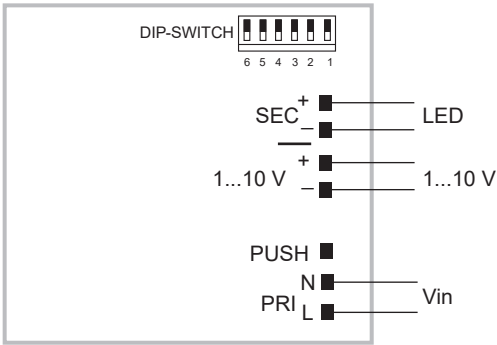 DIP-SWITCH
6 5 4 3 2 1
SEC + LED
−
+
1...10 V 1...10 V
−
PUSH
N
PRI Vin
L